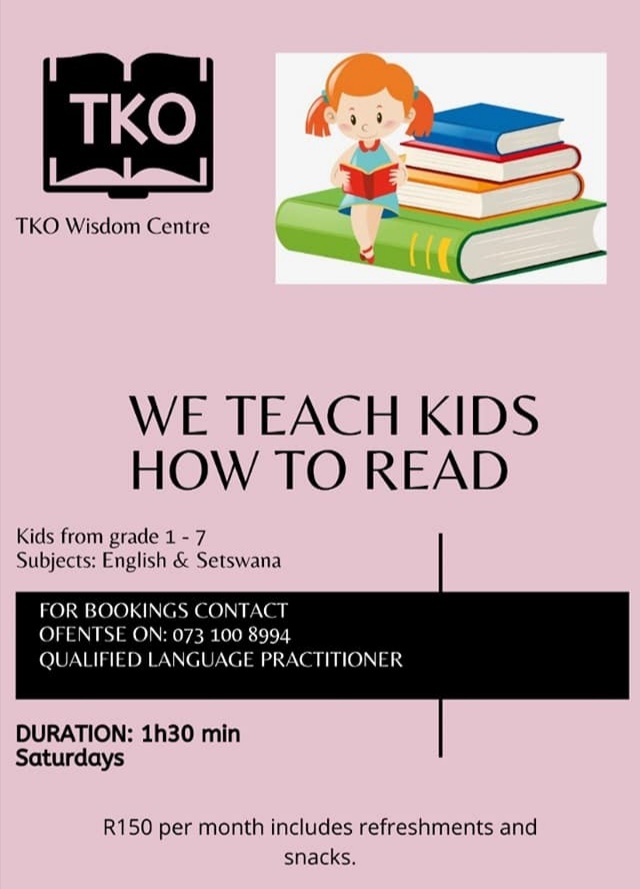 TKO
TKO Wisdom Centre
WE TEACH KIDS
HOW TO READ
Kids from grade 1 - 7
Subjects: English & Setswana
FOR BOOKINGS CONTACT
OFENTSE ON: 073 100 8994
QUALIFIED LANGUAGE PRACTITIONER
DURATION: 1h30 min
Saturdays
R150 per month includes refreshments and
snacks.